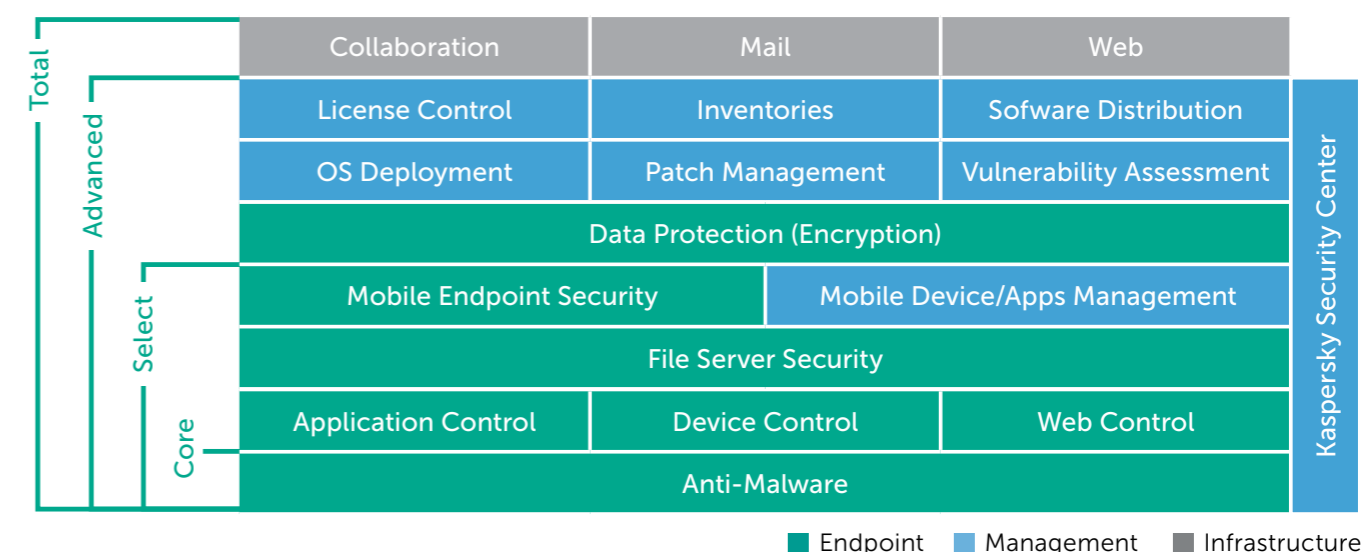 Total
Advanced
Select
Core
Collaboration
Mail
Web
License Control
Inventories
Sofware Distribution
OS Deployment
Patch Management
Vulnerability Assessment
Data Protection (Encryption)
Mobile Endpoint Security
Mobile Device/Apps Management
File Server Security
Application Control
Device Control
Web Control
Anti-Malware
Kaspersky Security Center
Endpoint
Management
Infrastructure